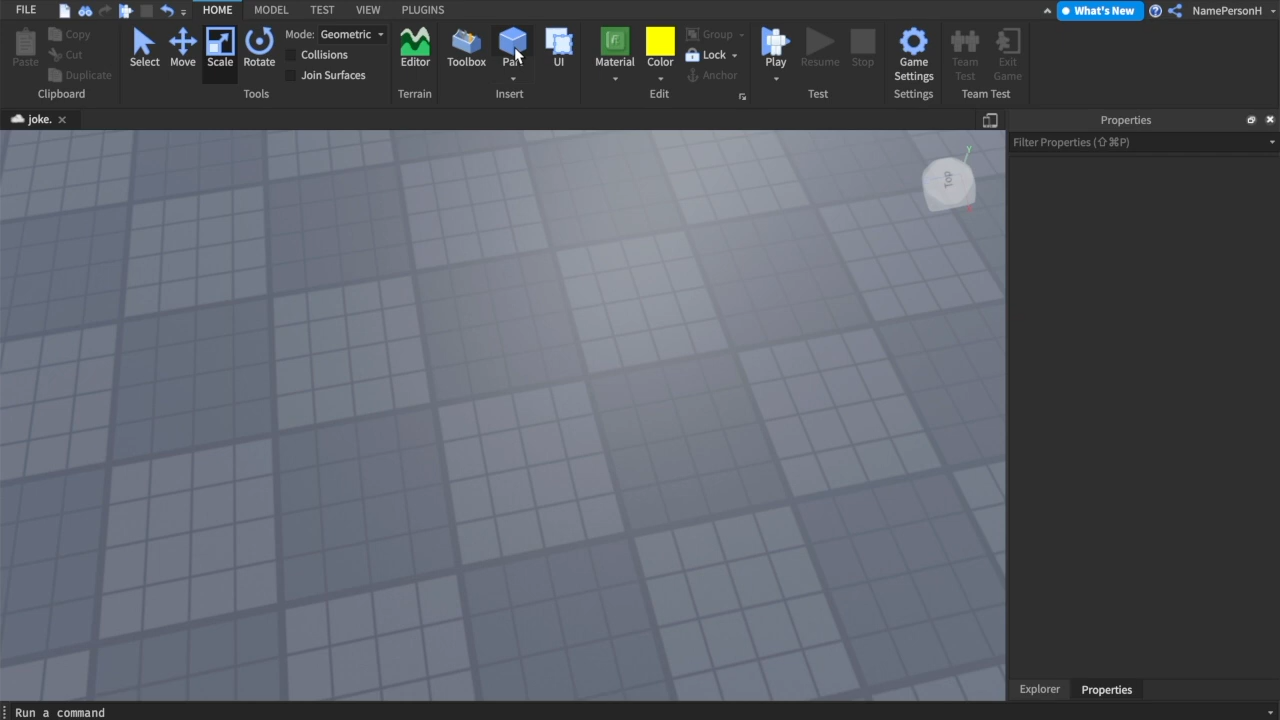 FILE HOME MODEL TEST VIEW PLUGINS What's New NamePersonH
Paste Copy Cut Duplicate Clipboard
Select Move Scale Rotate Mode: Geometric Collisions Join Surfaces Tools
Editor Terrain
Toolbox Part UI Insert
Material Color Group Lock Anchor Edit
Play Resume Stop Test
Game Settings Settings
Team Test Exit Game Team Test
joke.
Properties
Filter Properties (⇧⌘P)
Top
y
Explorer Properties
Run a command